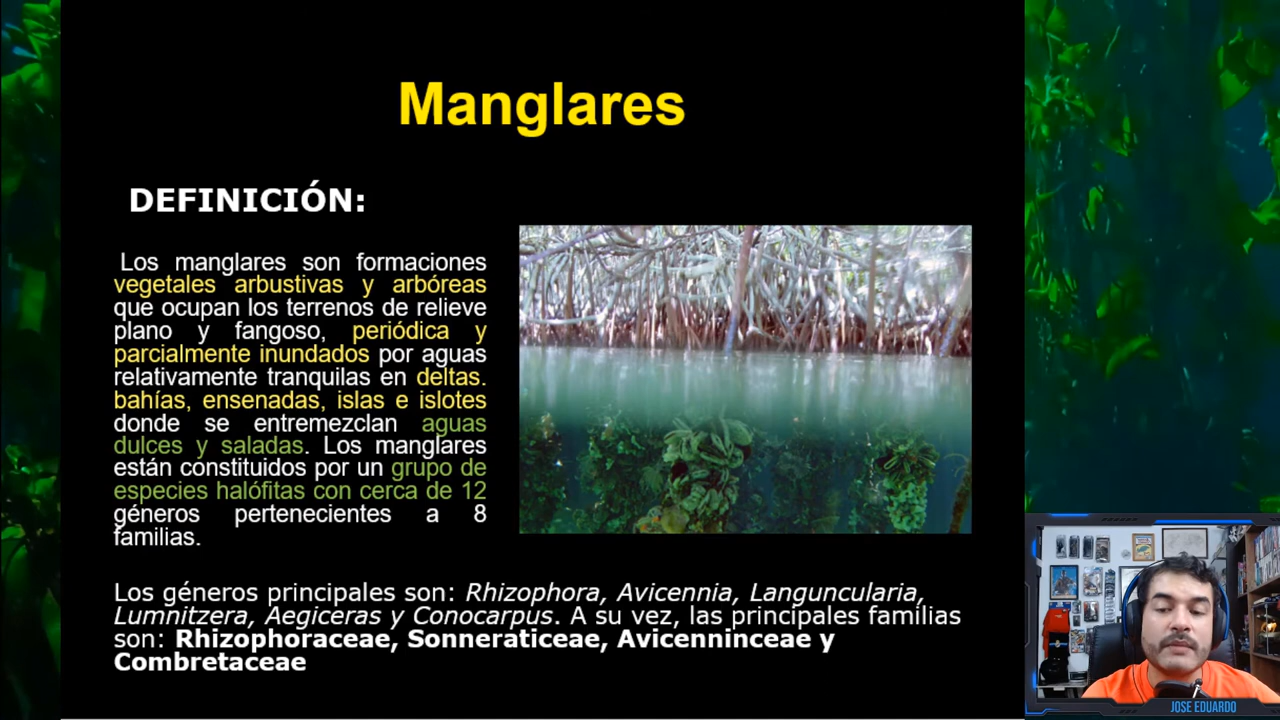 Manglares
DEFINICIÓN:
Los manglares son formaciones
vegetales arbustivas y arbóreas
que ocupan los terrenos de relieve
plano y fangoso, periódica y
parcialmente inundados por aguas
relativamente tranquilas en deltas.
bahías, ensenadas, islas e islotes
donde se entremezclan aguas
dulces y saladas. Los manglares
están constituidos por un grupo de
especies halófitas con cerca de 12
géneros pertenecientes a 8
familias.
Los géneros principales son: Rhizophora, Avicennia, Languncularia,
Lumnitzera, Aegiceras y Conocarpus. A su vez, las principales familias
son: Rhizophoraceae, Sonneraticeae, Avicenninceae y
Combretaceae
JOSE EDUARDO